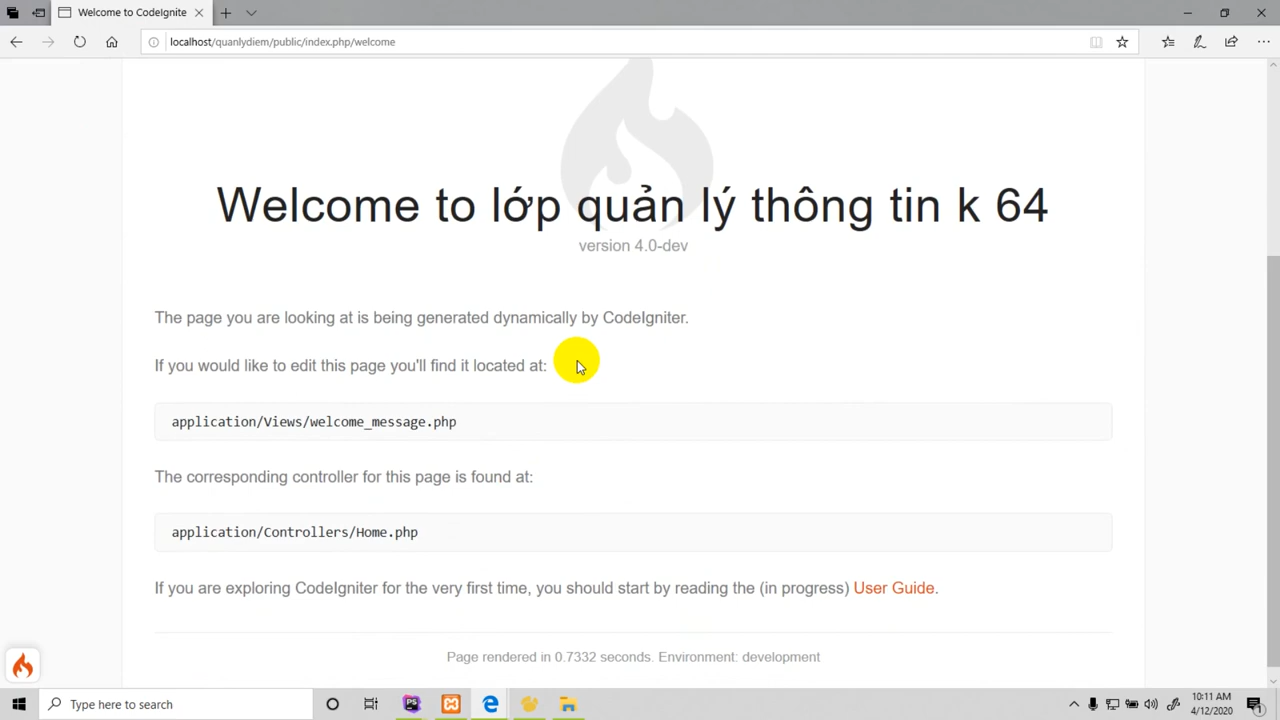 Welcome to CodeIgnite
localhost/quanlydiem/public/index.php/welcome
Welcome to lớp quản lý thông tin k 64
version 4.0-dev
The page you are looking at is being generated dynamically by CodeIgniter.
If you would like to edit this page you'll find it located at:
application/Views/welcome_message.php
The corresponding controller for this page is found at:
application/Controllers/Home.php
If you are exploring CodeIgniter for the very first time, you should start by reading the (in progress) User Guide.
Page rendered in 0.7332 seconds. Environment: development
Type here to search
PS
10:11 AM
4/12/2020
1